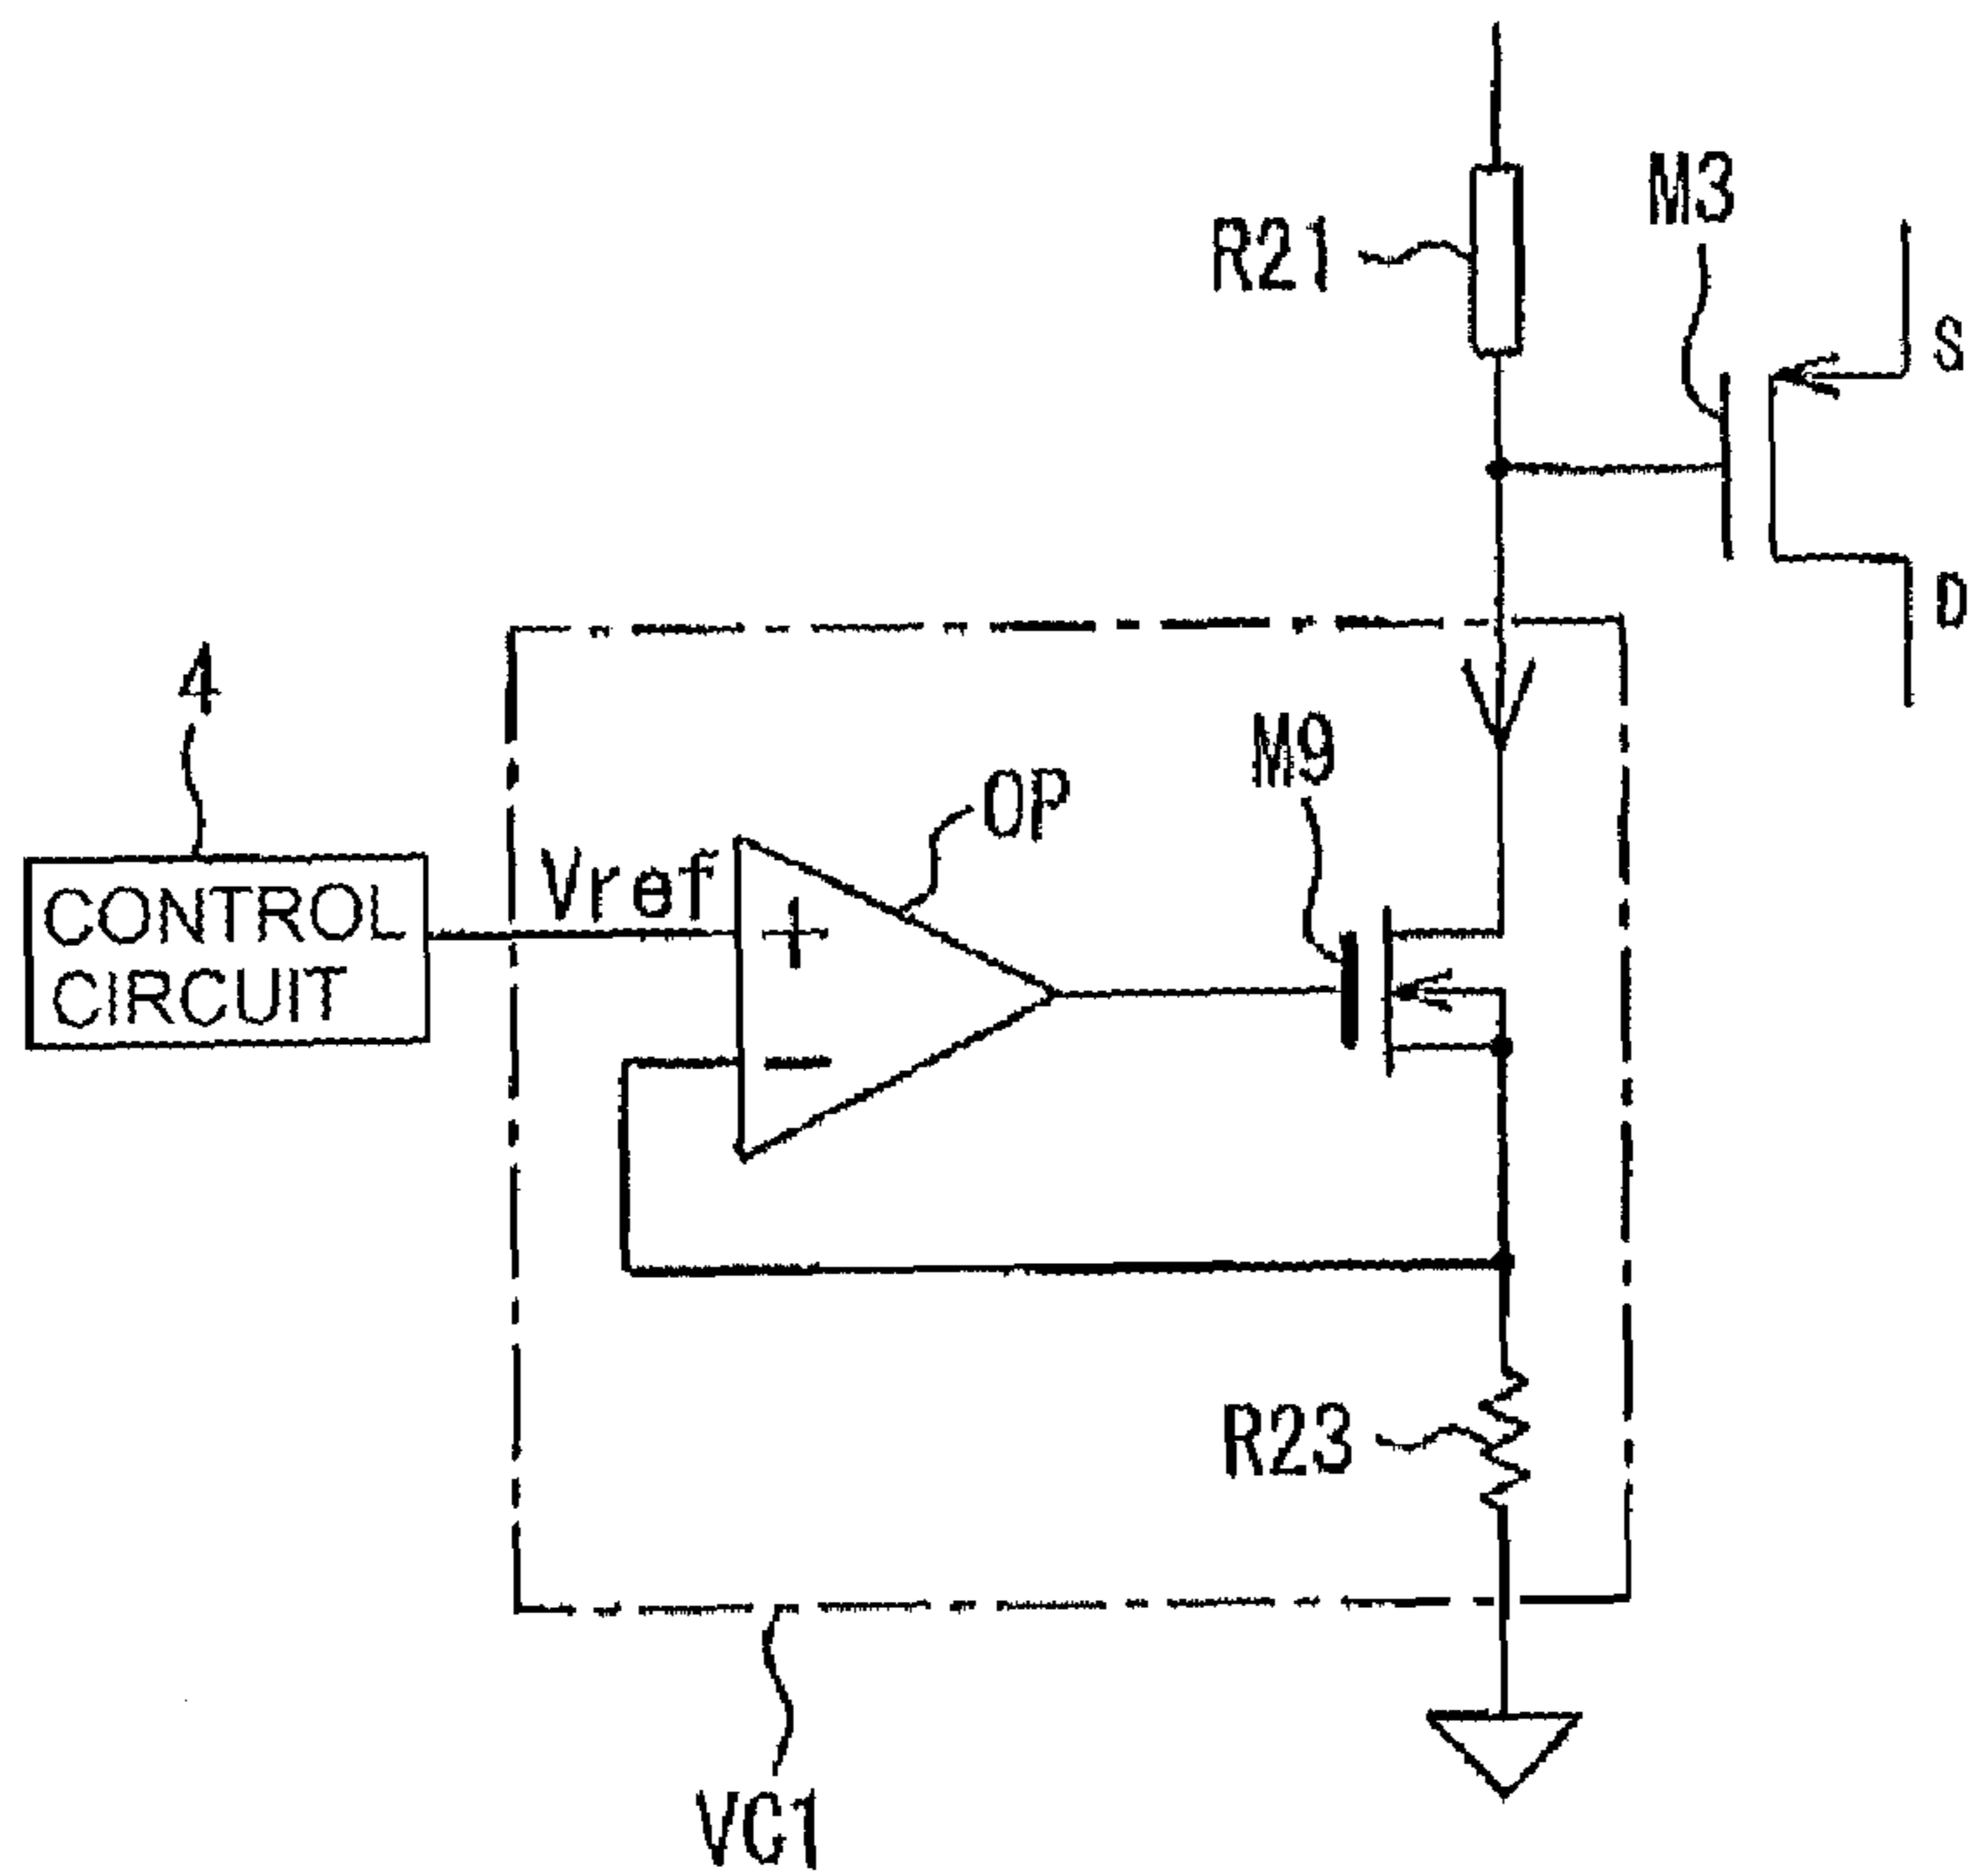 M3
R21
S
D
4
M9
OP
Vref
+
CONTROL
CIRCUIT
−
R23
VC1